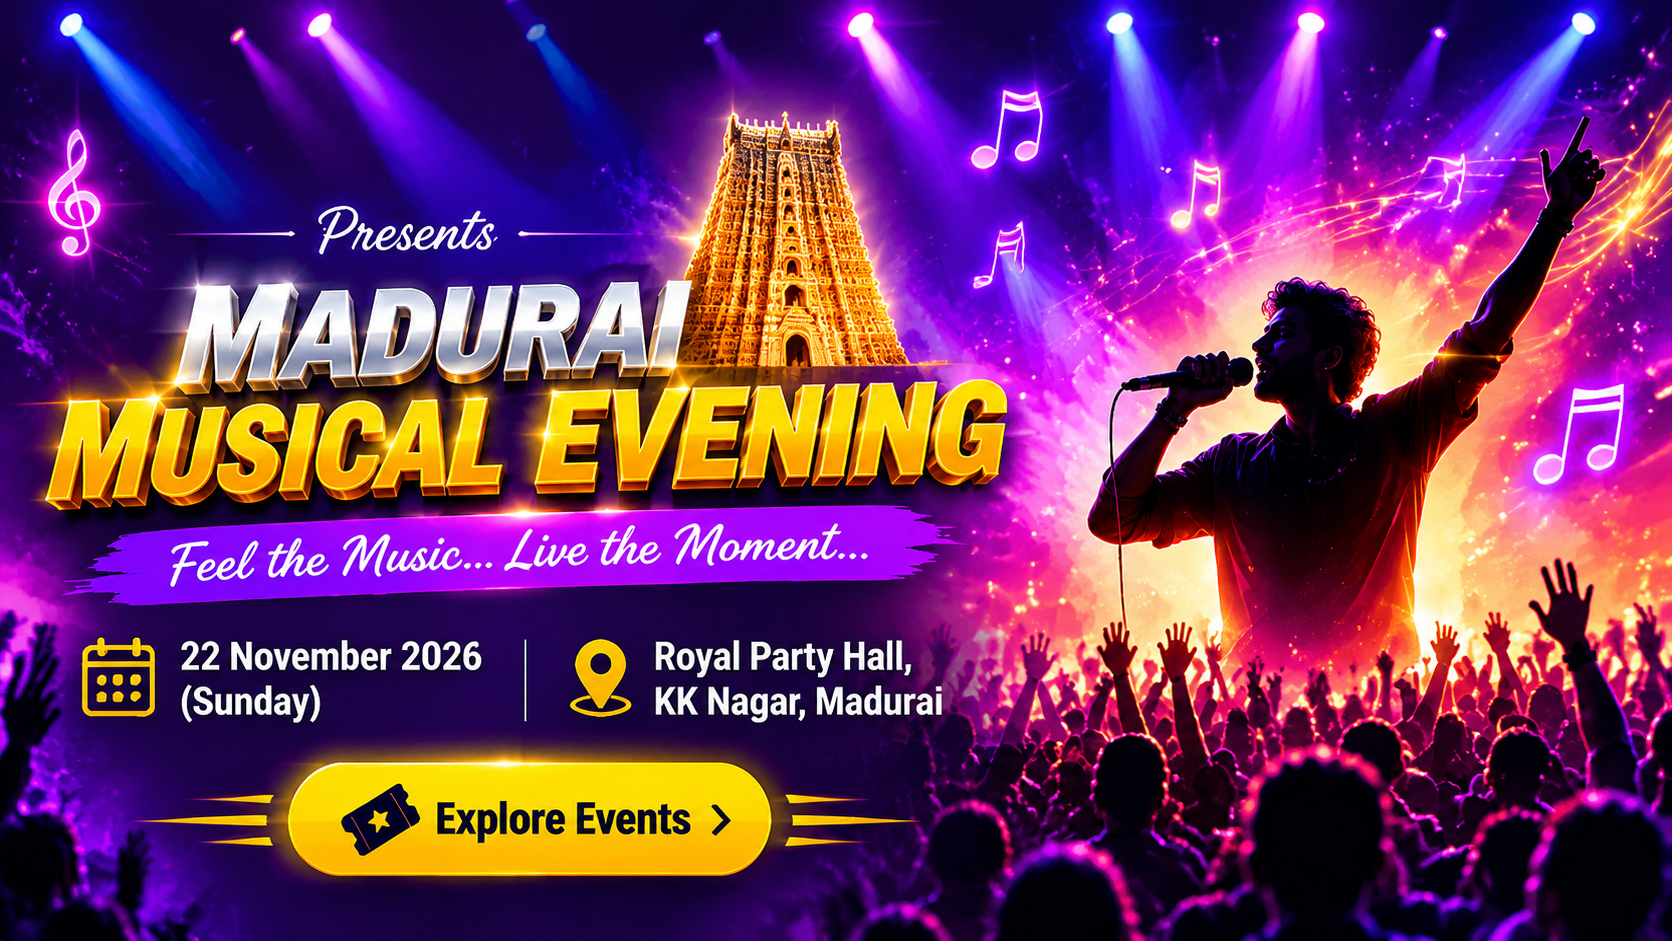 Presents
MADURAI
MUSICAL EVENING
Feel the Music... Live the Moment...
22 November 2026
(Sunday)
Royal Party Hall,
KK Nagar, Madurai
Explore Events